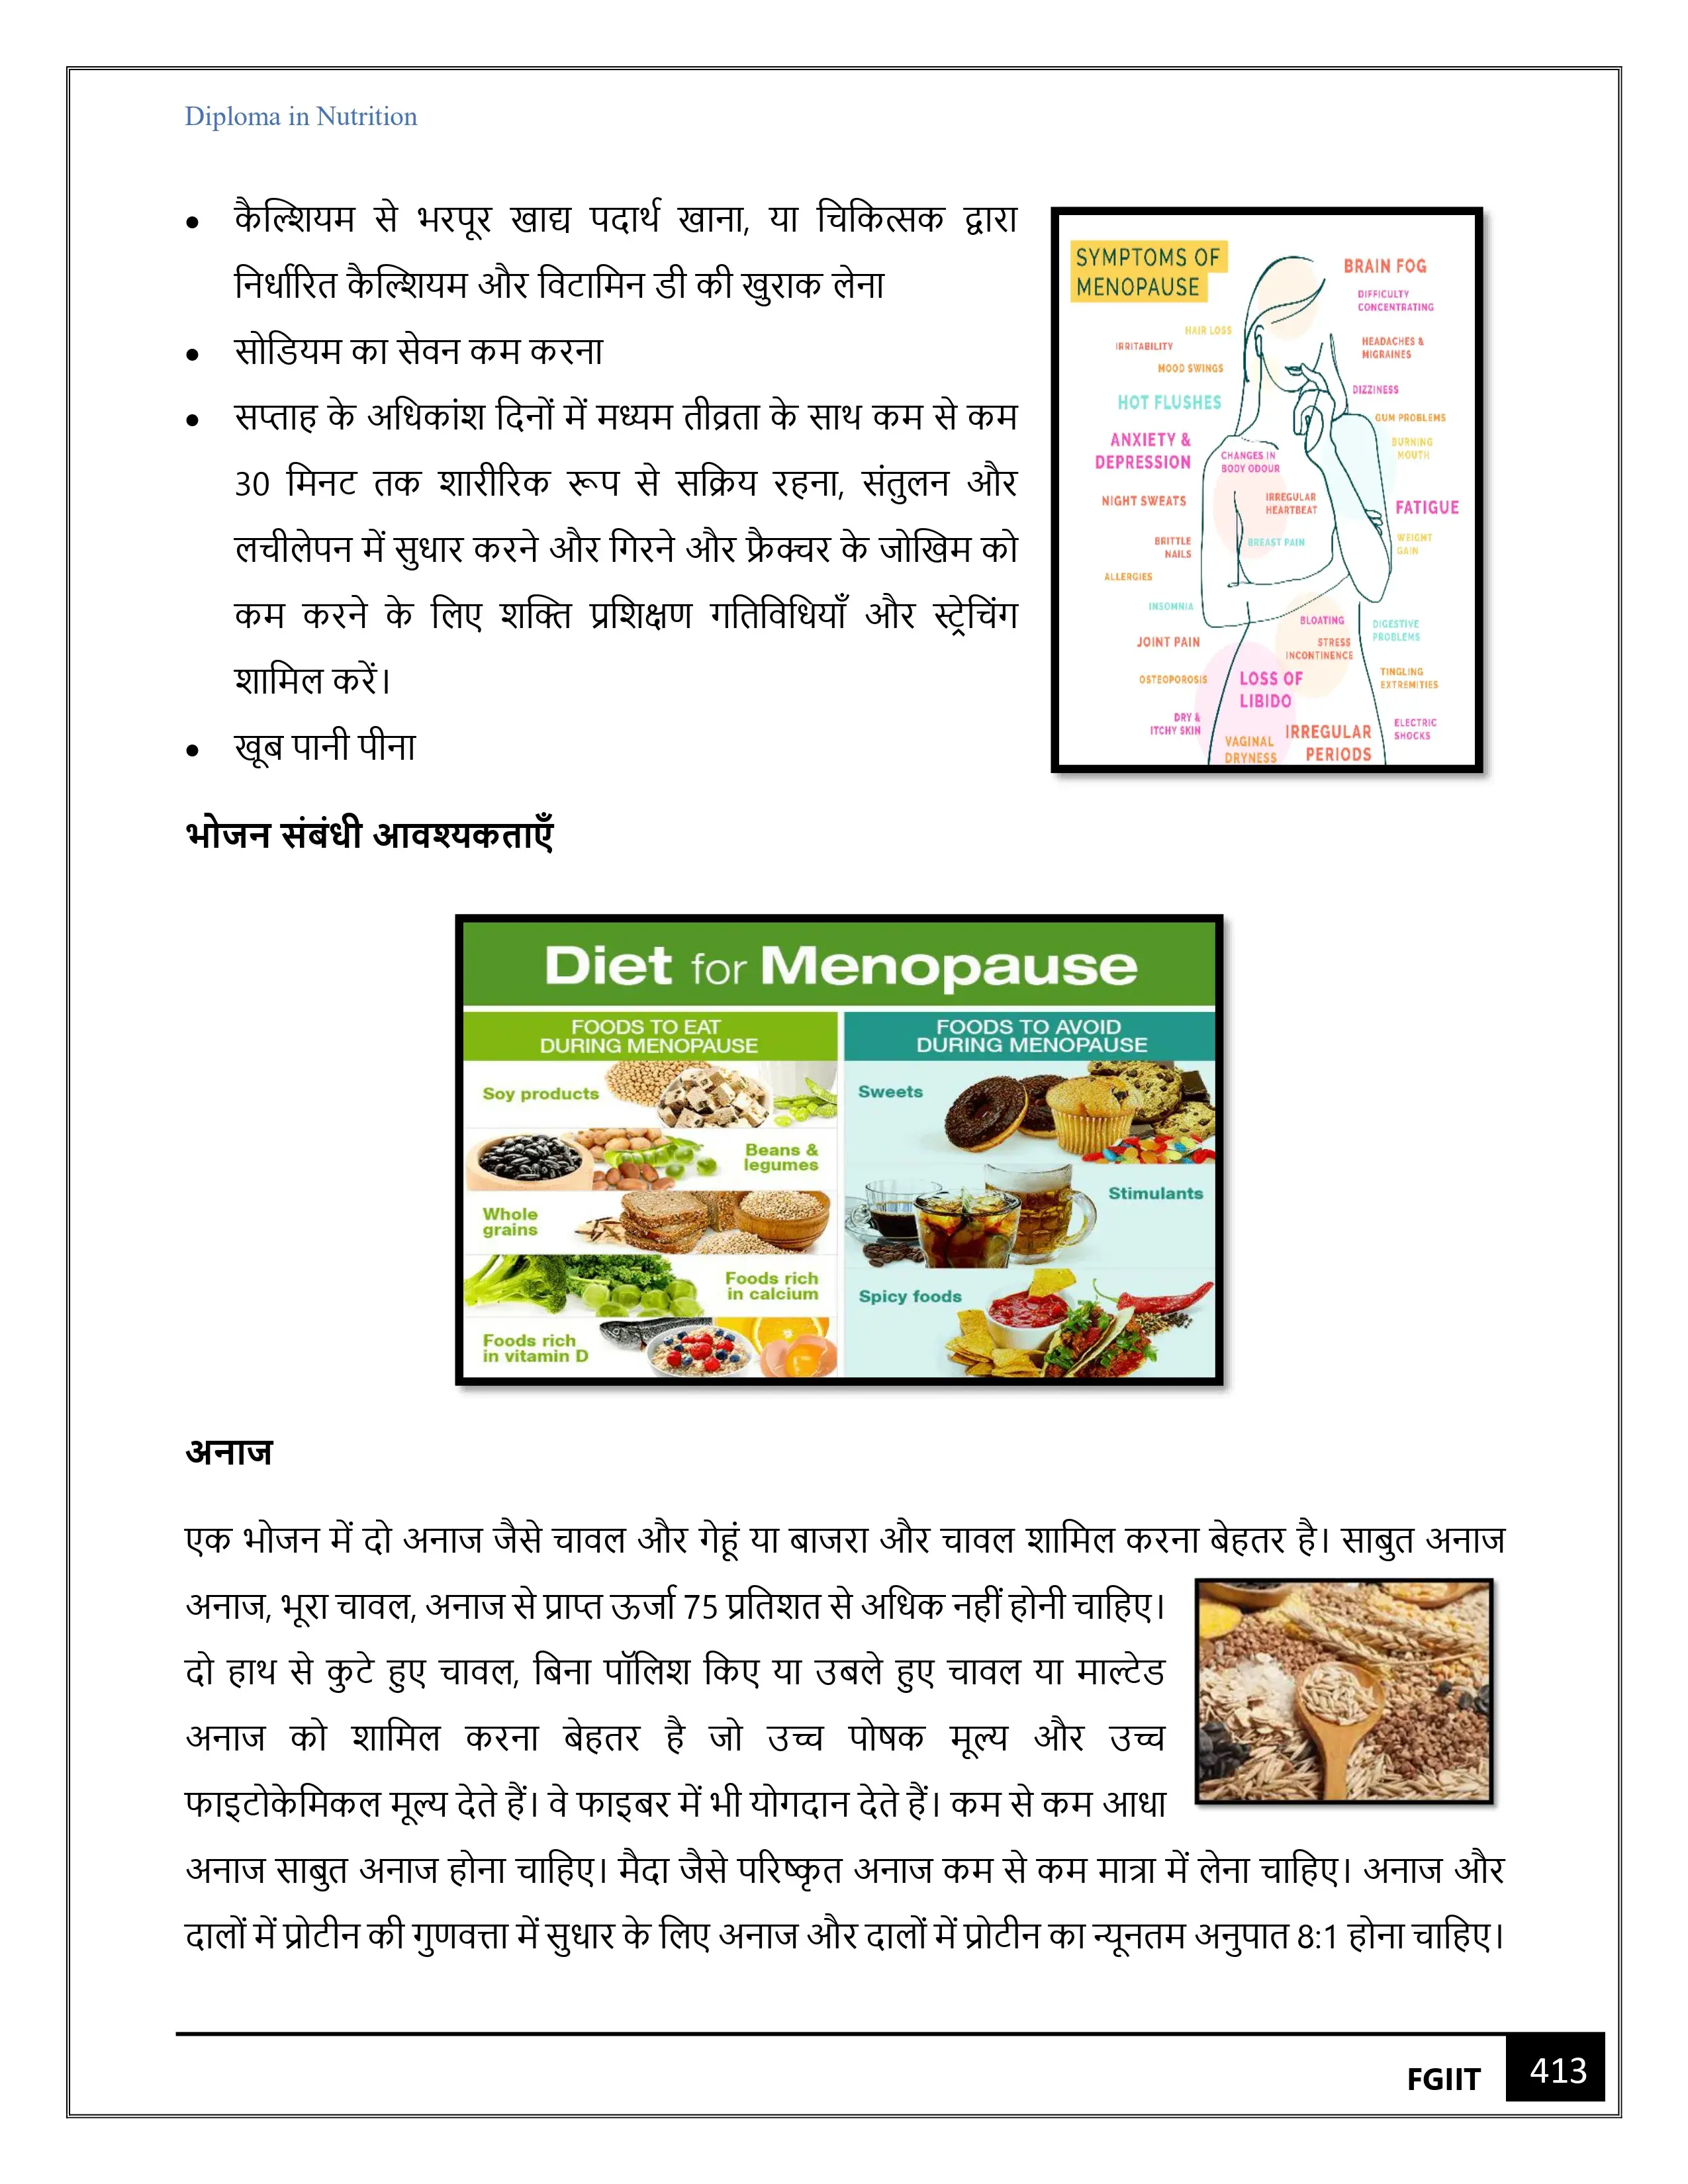 Diploma in Nutrition
• कैल्शियम से भरपूर खाद्य पदार्थ खाना, या चिकित्सक द्वारा
निर्धारित कैल्शियम और विटामिन डी की खुराक लेना
• सोडियम का सेवन कम करना
• सप्ताह के अधिकांश दिनों में मध्यम तीव्रता के साथ कम से कम
30 मिनट तक शारीरिक रूप से सक्रिय रहना, संतुलन और
लचीलेपन में सुधार करने और गिरने और फ्रैक्चर के जोखिम को
कम करने के लिए शक्ति प्रशिक्षण गतिविधियाँ और स्ट्रेचिंग
शामिल करें।
• खूब पानी पीना
SYMPTOMS OF
MENOPAUSE
BRAIN FOG
DIFFICULTY
CONCENTRATING
HAIR LOSS
IRRITABILITY
HEADACHES &
MIGRAINES
MOOD SWINGS
DIZZINESS
HOT FLUSHES
GUM PROBLEMS
ANXIETY &
DEPRESSION
CHANGES IN
BODY ODOUR
BURNING
MOUTH
NIGHT SWEATS
IRREGULAR
HEARTBEAT
FATIGUE
BRITTLE
NAILS
BREAST PAIN
WEIGHT
GAIN
ALLERGIES
INSOMNIA
BLOATING
DIGESTIVE
PROBLEMS
JOINT PAIN
STRESS
INCONTINENCE
OSTEOPOROSIS
LOSS OF
LIBIDO
TINGLING
EXTREMITIES
DRY &
ITCHY SKIN
VAGINAL
DRYNESS
IRREGULAR
PERIODS
ELECTRIC
SHOCKS
भोजन संबंधी आवश्यकताएँ
Diet for Menopause
FOODS TO EAT
DURING MENOPAUSE
Soy products
Beans &
legumes
Whole
grains
Foods rich
in calcium
Foods rich
in vitamin D
FOODS TO AVOID
DURING MENOPAUSE
Sweets
Stimulants
Spicy foods
अनाज
एक भोजन में दो अनाज जैसे चावल और गेहूं या बाजरा और चावल शामिल करना बेहतर है। साबुत अनाज
अनाज, भूरा चावल, अनाज से प्राप्त ऊर्जा 75 प्रतिशत से अधिक नहीं होनी चाहिए।
दो हाथ से कुटे हुए चावल, बिना पॉलिश किए या उबले हुए चावल या माल्टेड
अनाज को शामिल करना बेहतर है जो उच्च पोषक मूल्य और उच्च
फाइटोकेमिकल मूल्य देते हैं। वे फाइबर में भी योगदान देते हैं। कम से कम आधा
अनाज साबुत अनाज होना चाहिए। मैदा जैसे परिष्कृत अनाज कम से कम मात्रा में लेना चाहिए। अनाज और
दालों में प्रोटीन की गुणवत्ता में सुधार के लिए अनाज और दालों में प्रोटीन का न्यूनतम अनुपात 8:1 होना चाहिए।
FGIIT 413